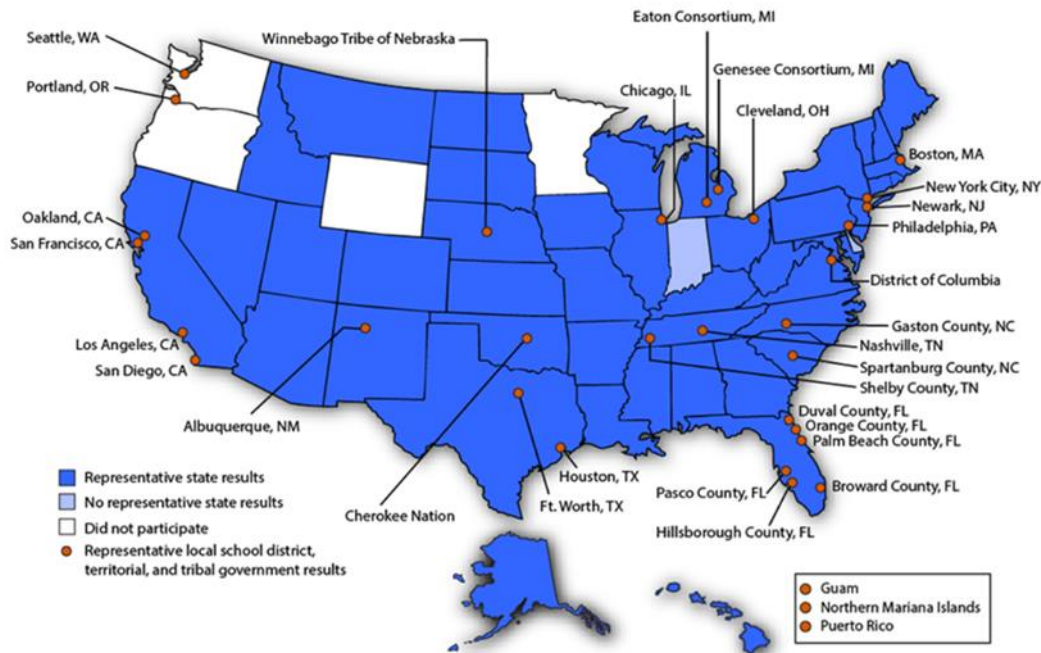 Eaton Consortium, MI
Seattle, WA
Winnebago Tribe of Nebraska
Genesee Consortium, MI
Portland, OR
Chicago, IL
Cleveland, OH
Boston, MA
New York City, NY
Newark, NJ
Oakland, CA
San Francisco, CA
Philadelphia, PA
District of Columbia
Gaston County, NC
Los Angeles, CA
Nashville, TN
San Diego, CA
Spartanburg County, NC
Shelby County, TN
Albuquerque, NM
Duval County, FL
Orange County, FL
Palm Beach County, FL
Representative state results
Houston, TX
Pasco County, FL
Broward County, FL
No representative state results
Ft. Worth, TX
Did not participate
Cherokee Nation
Hillsborough County, FL
Representative local school district,
territorial, and tribal government results
Guam
Northern Mariana Islands
Puerto Rico